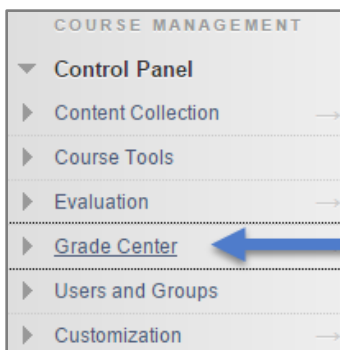 COURSE MANAGEMENT
Control Panel
Content Collection
Course Tools
Evaluation
Grade Center
Users and Groups
Customization